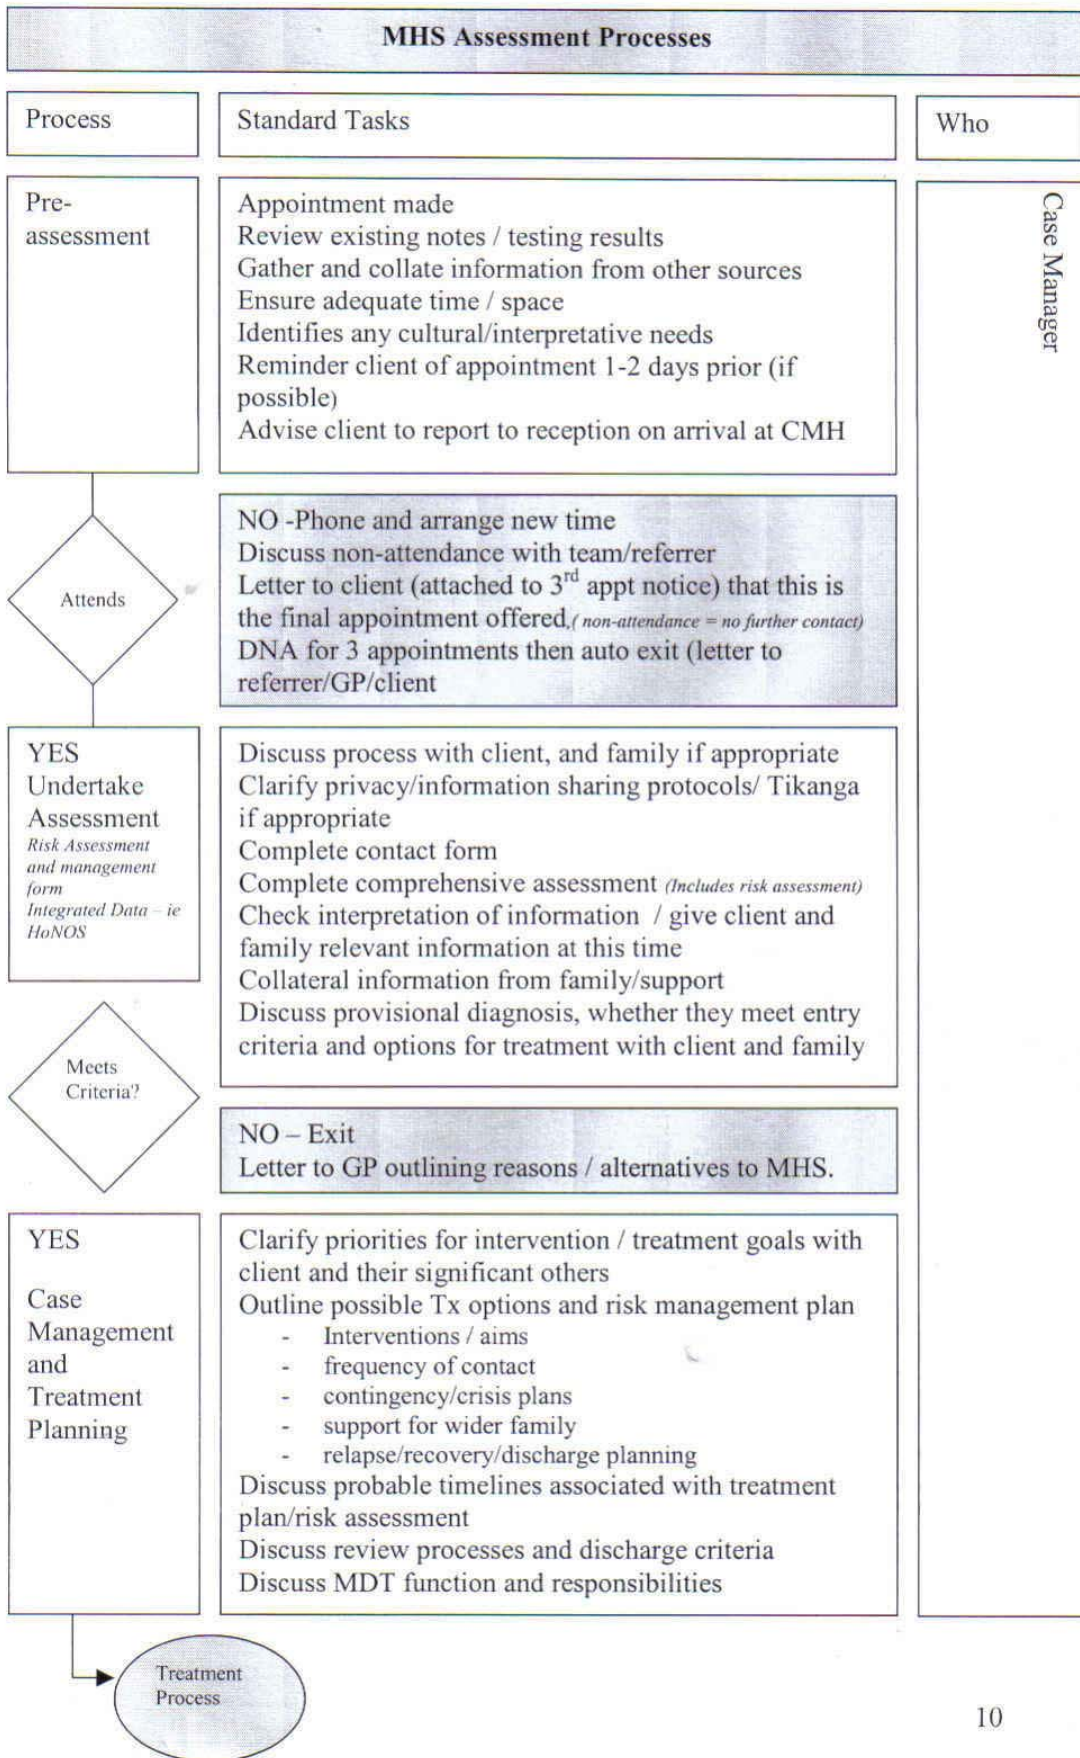 MHS Assessment Processes
Process
Standard Tasks
Who
Pre-
assessment
Appointment made
Review existing notes / testing results
Gather and collate information from other sources
Ensure adequate time / space
Identifies any cultural/interpretative needs
Reminder client of appointment 1-2 days prior (if
possible)
Advise client to report to reception on arrival at CMH
Case Manager
Attends
NO -Phone and arrange new time
Discuss non-attendance with team/referrer
Letter to client (attached to 3rd appt notice) that this is
the final appointment offered,( non-attendance = no further contact)
DNA for 3 appointments then auto exit (letter to
referrer/GP/client
YES
Undertake
Assessment
Risk Assessment
and management
form
Integrated Data – ie
HoNOS
Discuss process with client, and family if appropriate
Clarify privacy/information sharing protocols/ Tikanga
if appropriate
Complete contact form
Complete comprehensive assessment (Includes risk assessment)
Check interpretation of information / give client and
family relevant information at this time
Collateral information from family/support
Discuss provisional diagnosis, whether they meet entry
criteria and options for treatment with client and family
Meets
Criteria?
NO – Exit
Letter to GP outlining reasons / alternatives to MHS.
YES
Case
Management
and
Treatment
Planning
Clarify priorities for intervention / treatment goals with
client and their significant others
Outline possible Tx options and risk management plan
- Interventions / aims
- frequency of contact
- contingency/crisis plans
- support for wider family
- relapse/recovery/discharge planning
Discuss probable timelines associated with treatment
plan/risk assessment
Discuss review processes and discharge criteria
Discuss MDT function and responsibilities
Treatment
Process
10